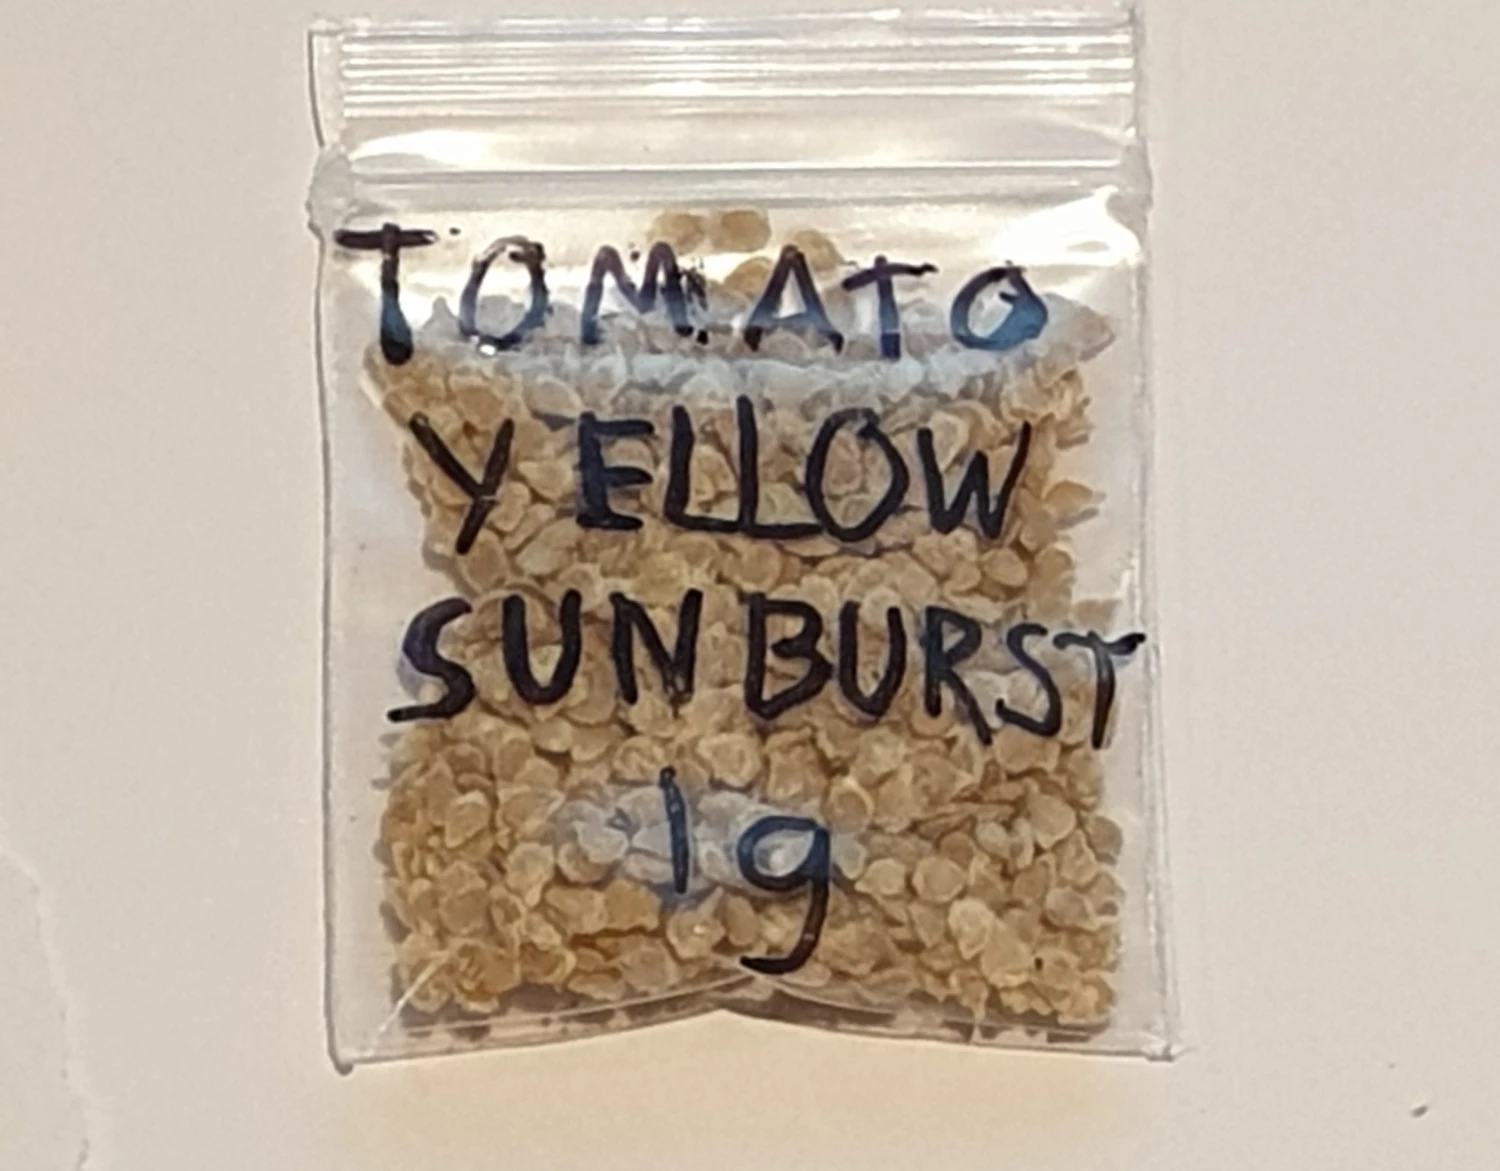 TOMATO
YELLOW
SUNBURST
1g